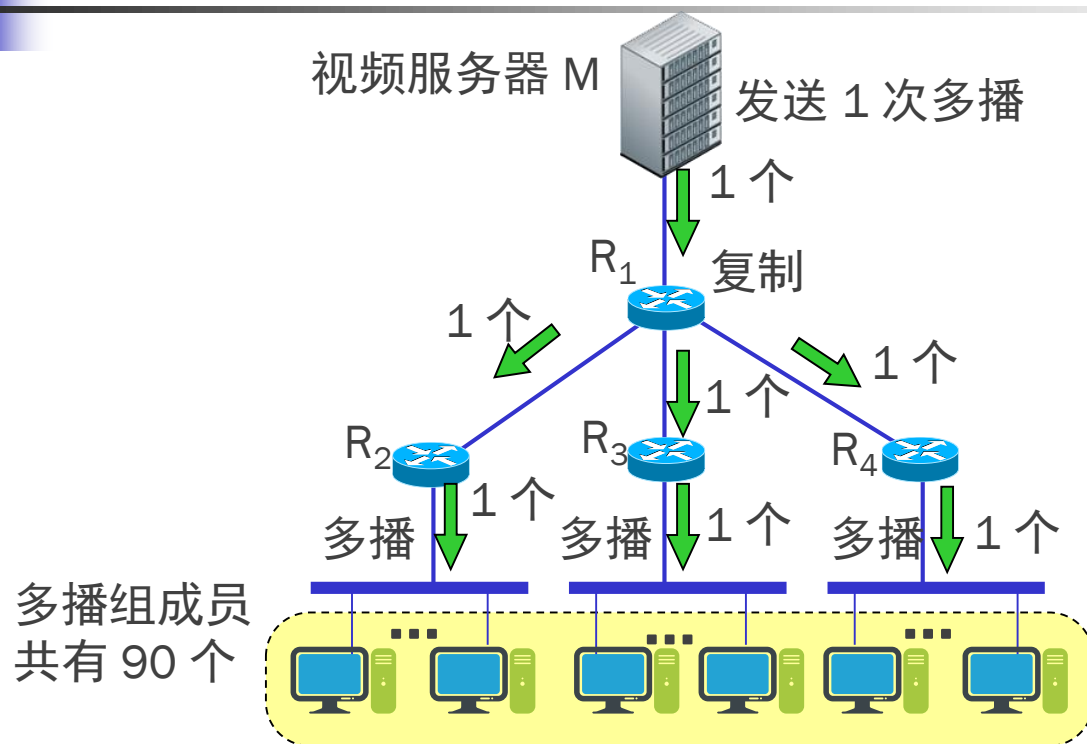 视频服务器 M
发送 1 次多播
1 个
R₁
复制
1 个
1 个
1 个
R₂
R₃
R₄
1 个
1 个
1 个
多播
多播
多播
多播组成员
共有 90 个